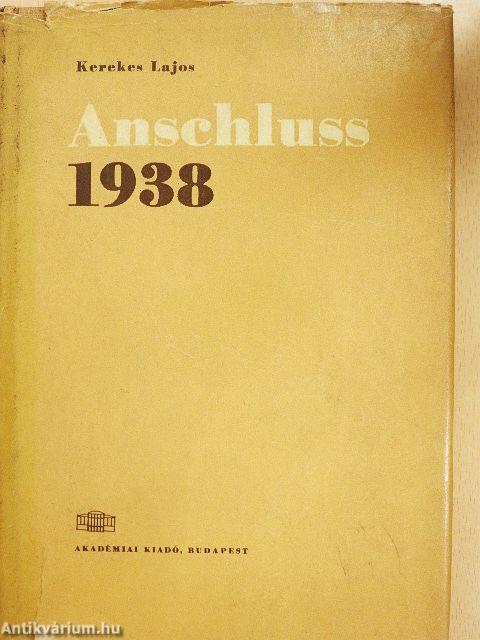 Kerekes Lajos
Anschluss
1938
AKADÉMIAI KIADÓ, BUDAPEST
Antikvárium.hu